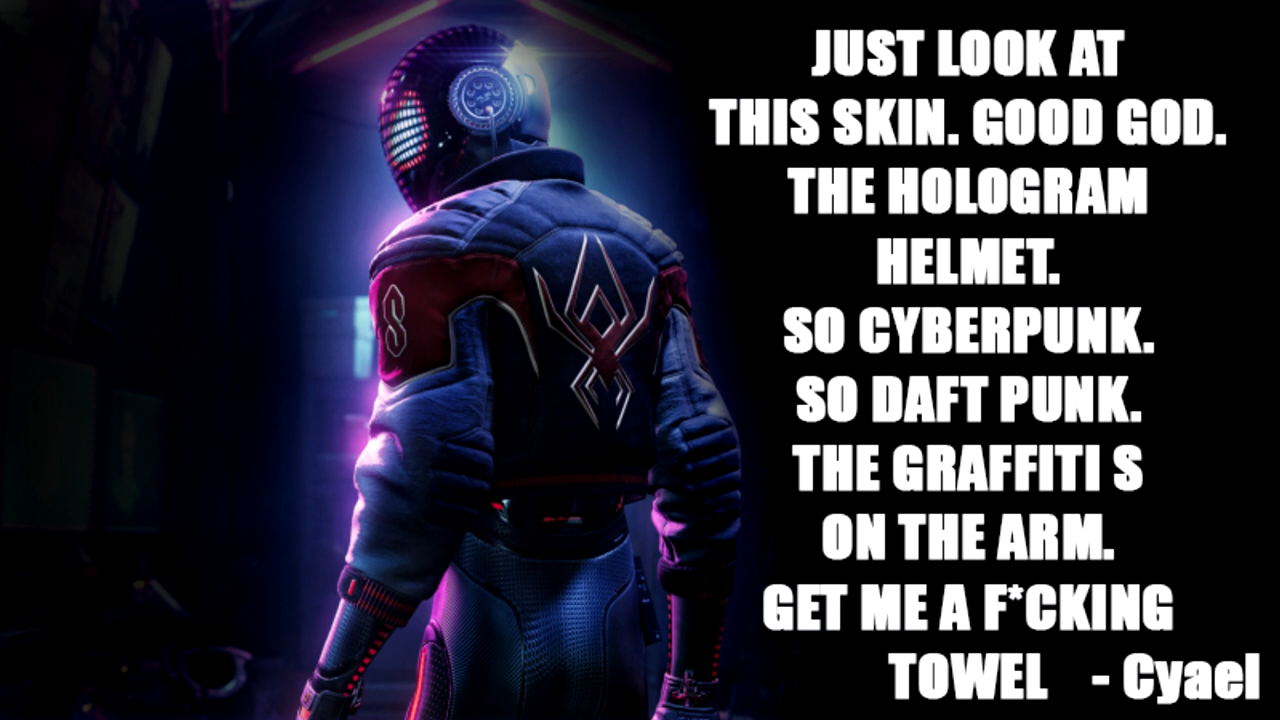 JUST LOOK AT
THIS SKIN. GOOD GOD.
THE HOLOGRAM
HELMET.
SO CYBERPUNK.
SO DAFT PUNK.
THE GRAFFITI S
ON THE ARM.
GET ME A F*CKING
TOWEL - Cyael